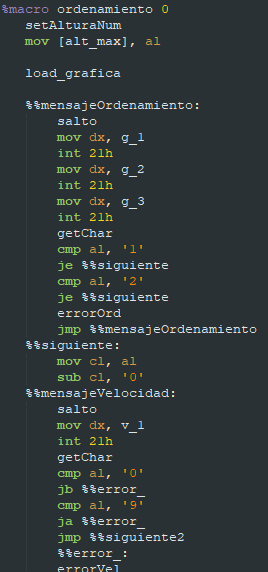 %macro ordenamiento 0
setAlturaNum
mov [alt_max], al
load_grafica
%%mensajeOrdenamiento:
salto
mov dx, g_1
int 21h
mov dx, g_2
int 21h
mov dx, g_3
int 21h
getChar
cmp al, '1'
je %%siguiente
cmp al, '2'
je %%siguiente
errorOrd
jmp %%mensajeOrdenamiento
%%siguiente:
mov cl, al
sub cl, '0'
%%mensajeVelocidad:
salto
mov dx, v_1
int 21h
getChar
cmp al, '0'
jb %%error_
cmp al, '9'
ja %%error_
jmp %%siguiente2
%%error_:
errorVel